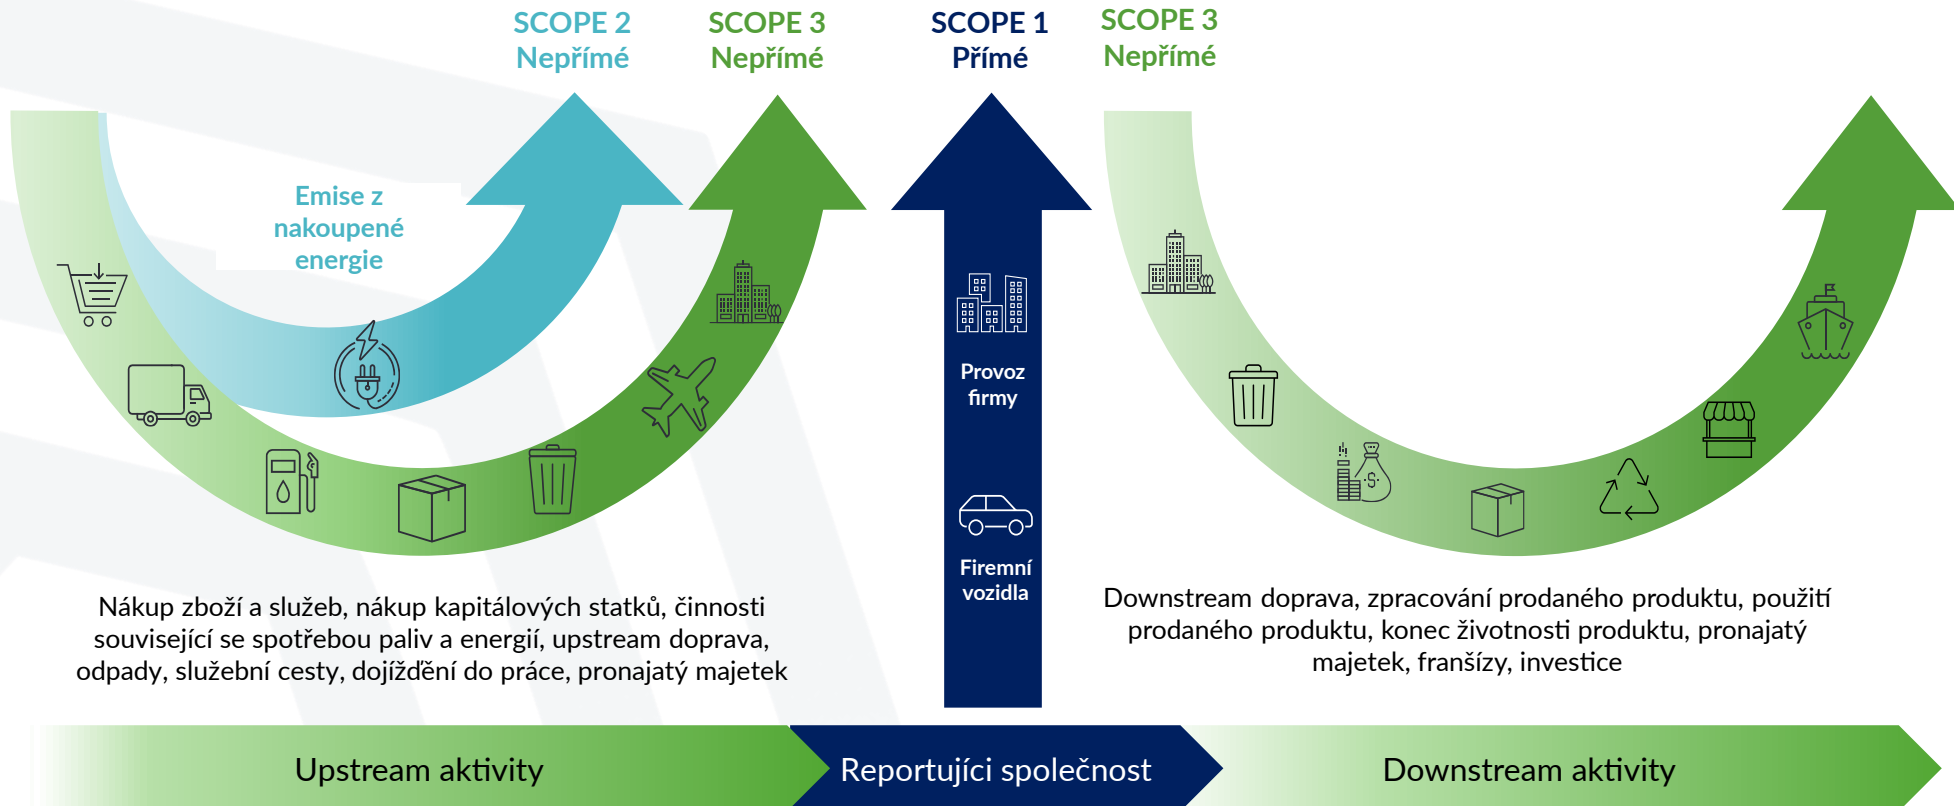 SCOPE 2
Nepřímé
SCOPE 3
Nepřímé
SCOPE 1
Přímé
SCOPE 3
Nepřímé
Emise z
nakoupené
energie
Provoz
firmy
Firemní
vozidla
Nákup zboží a služeb, nákup kapitálových statků, činnosti
související se spotřebou paliv a energií, upstream doprava,
odpady, služební cesty, dojíždění do práce, pronajatý majetek
Downstream doprava, zpracování prodaného produktu, použití
prodaného produktu, konec životnosti produktu, pronajatý
majetek, franšízy, investice
Upstream aktivity
Reportujíci společnost
Downstream aktivity